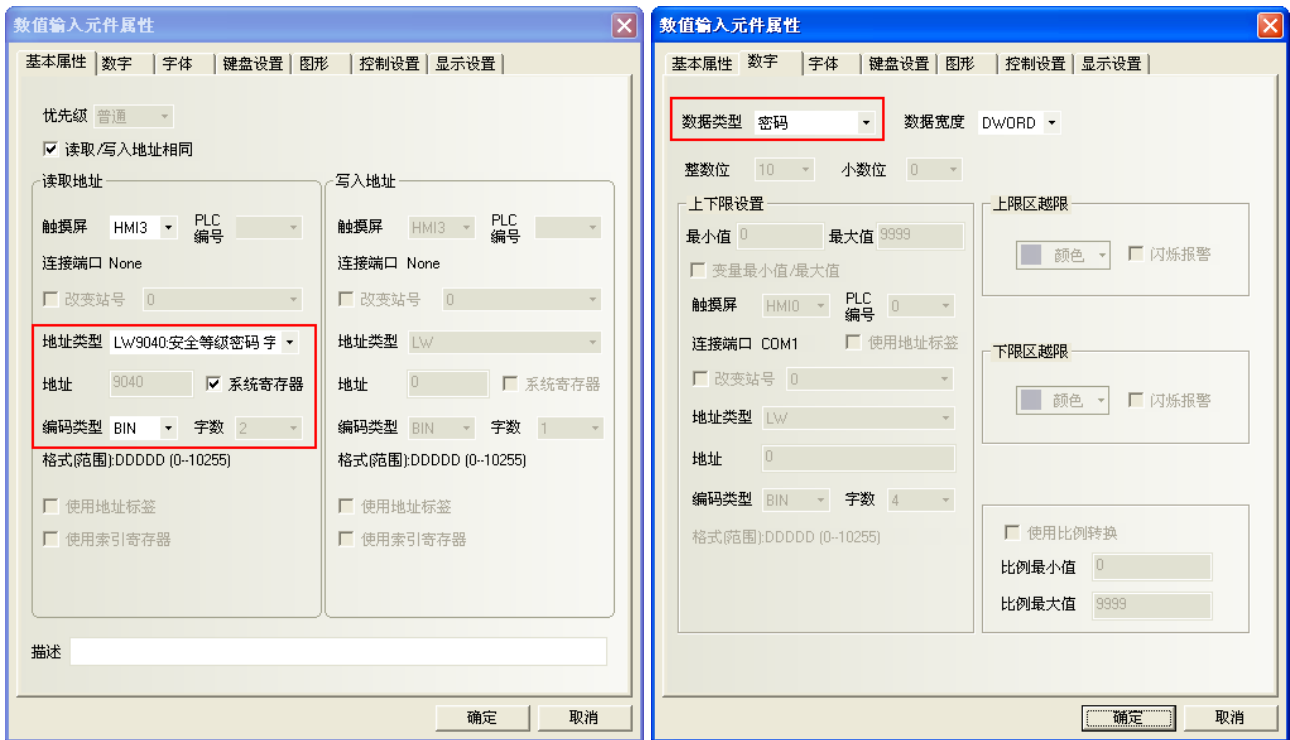 数值输入元件属性
基本属性 数字 字体 键盘设置 图形 控制设置 显示设置
优先级 普通
读取/写入地址相同
读取地址
触摸屏 HMI3 PLC编号
连接端口 None
改变站号 0
地址类型 LW9040:安全等级密码 字
地址 9040 系统寄存器
编码类型 BIN 字数 2
格式(范围):DDDDD (0--10255)
使用地址标签
使用索引寄存器
写入地址
触摸屏 HMI3 PLC编号
连接端口 None
改变站号 0
地址类型 LW
地址 0 系统寄存器
编码类型 BIN 字数 1
格式(范围):DDDDD (0--10255)
使用地址标签
使用索引寄存器
描述
确定 取消
数值输入元件属性
基本属性 数字 字体 键盘设置 图形 控制设置 显示设置
数据类型 密码 数据宽度 DWORD
整数位 10 小数位 0
上下限设置
最小值 0 最大值 9999
变量最小值/最大值
触摸屏 HMI0 PLC编号 0
连接端口 COM1 使用地址标签
改变站号 0
地址类型 LW
地址 0
编码类型 BIN 字数 4
格式(范围):DDDDD (0--10255)
上限区越限
颜色 闪烁报警
下限区越限
颜色 闪烁报警
使用比例转换
比例最小值 0
比例最大值 9999
确定 取消